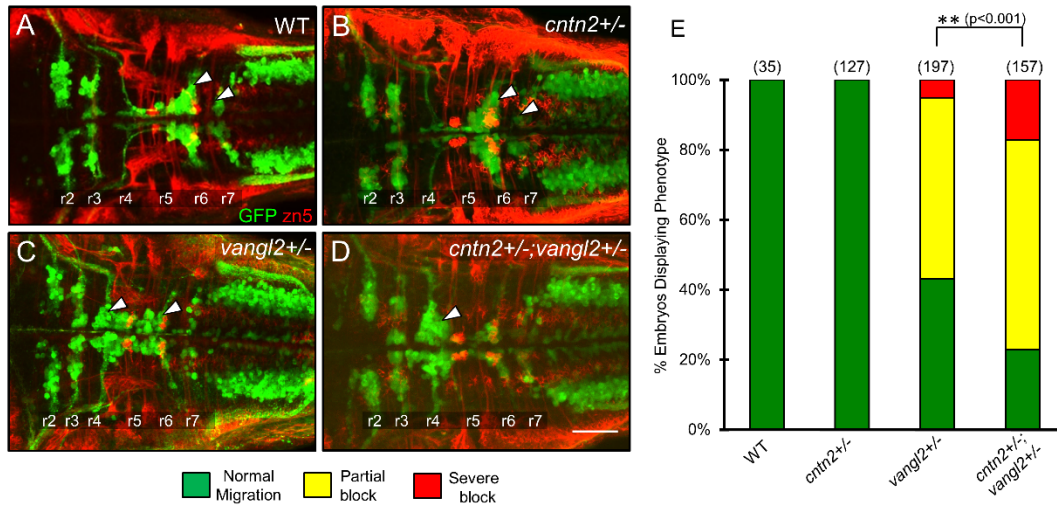 A
WT
r2 r3 r4 r5 r6 r7
GFP zn5
B
cntn2+/-
r2 r3 r4 r5 r6 r7
C
vangl2+/-
r2 r3 r4 r5 r6 r7
D
cntn2+/-;vangl2+/-
r2 r3 r4 r5 r6 r7
Normal
Migration
Partial
block
Severe
block
E
** (p<0.001)
(35) (127) (197) (157)
% Embryos Displaying Phenotype
100%
80%
60%
40%
20%
0%
WT
cntn2+/-
vangl2+/-
cntn2+/-;
vangl2+/-